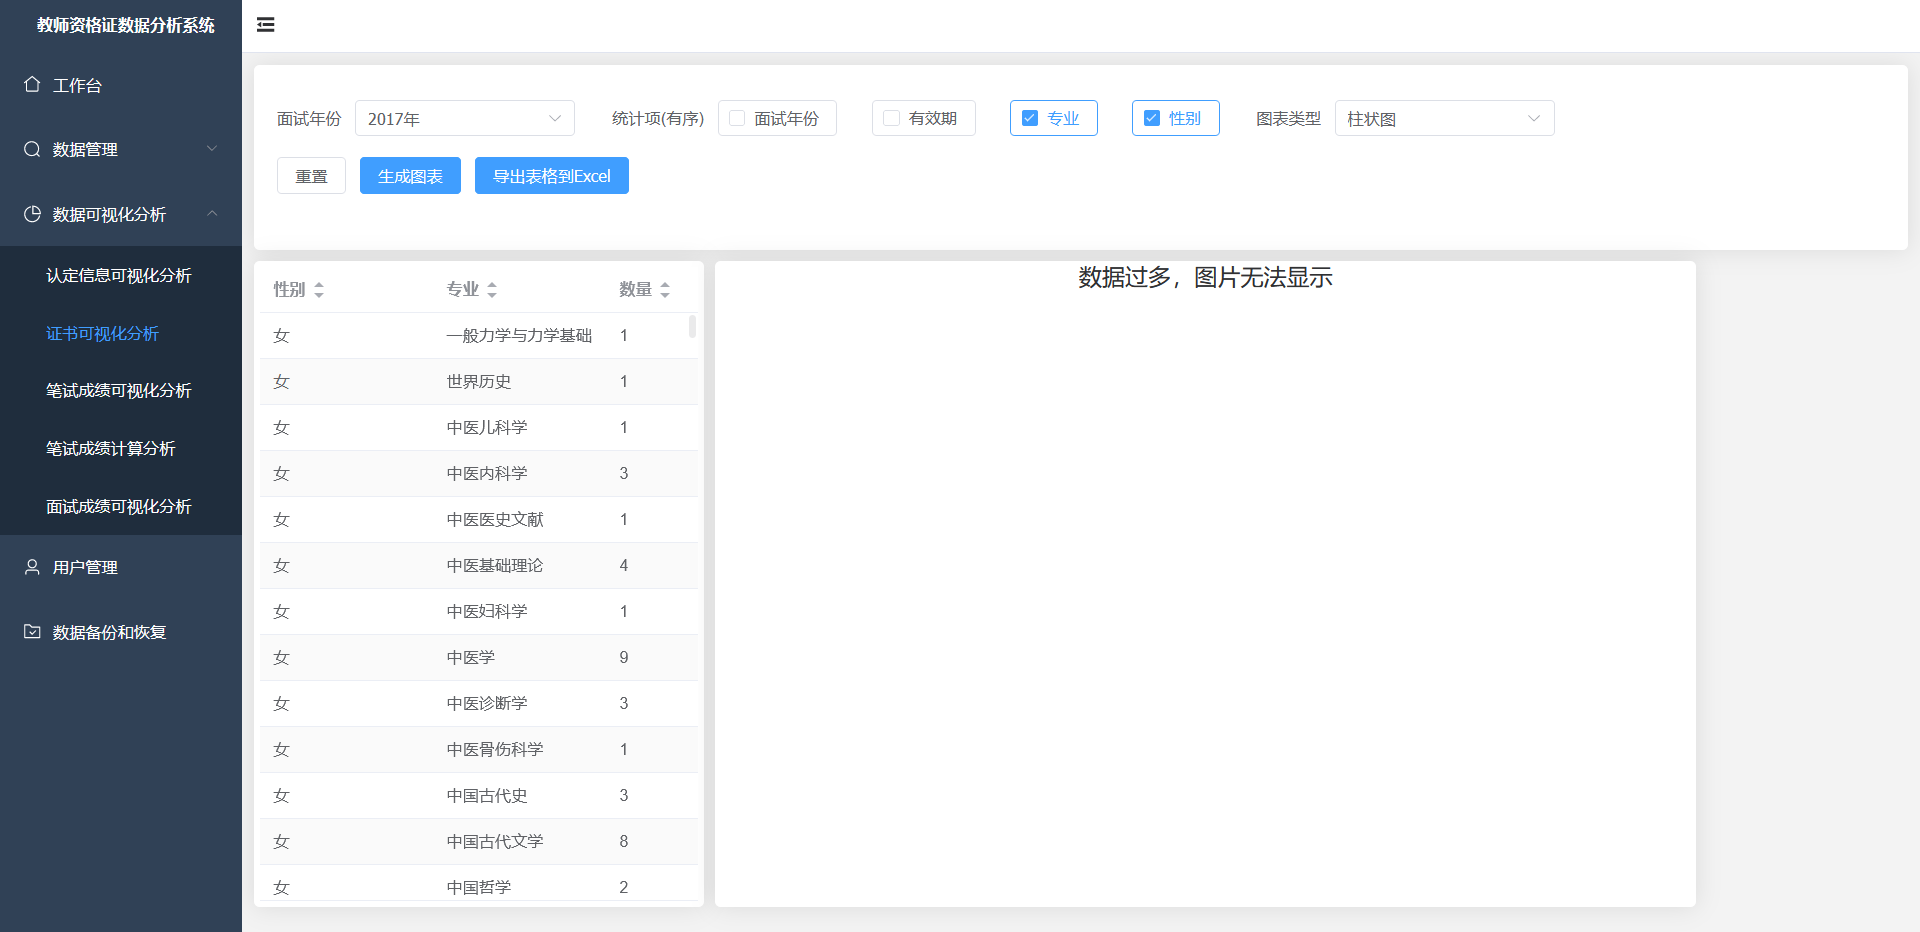 教师资格证数据分析系统
工作台
数据管理
数据可视化分析
认定信息可视化分析
证书可视化分析
笔试成绩可视化分析
笔试成绩计算分析
面试成绩可视化分析
用户管理
数据备份和恢复
面试年份 2017年 统计项(有序) 面试年份 有效期 专业 性别 图表类型 柱状图
重置 生成图表 导出表格到Excel
性别 专业 数量
女 一般力学与力学基础 1
女 世界历史 1
女 中医儿科学 1
女 中医内科学 3
女 中医医史文献 1
女 中医基础理论 4
女 中医妇科学 1
女 中医学 9
女 中医诊断学 3
女 中医骨伤科学 1
女 中国古代史 3
女 中国古代文学 8
女 中国哲学 2
数据过多，图片无法显示